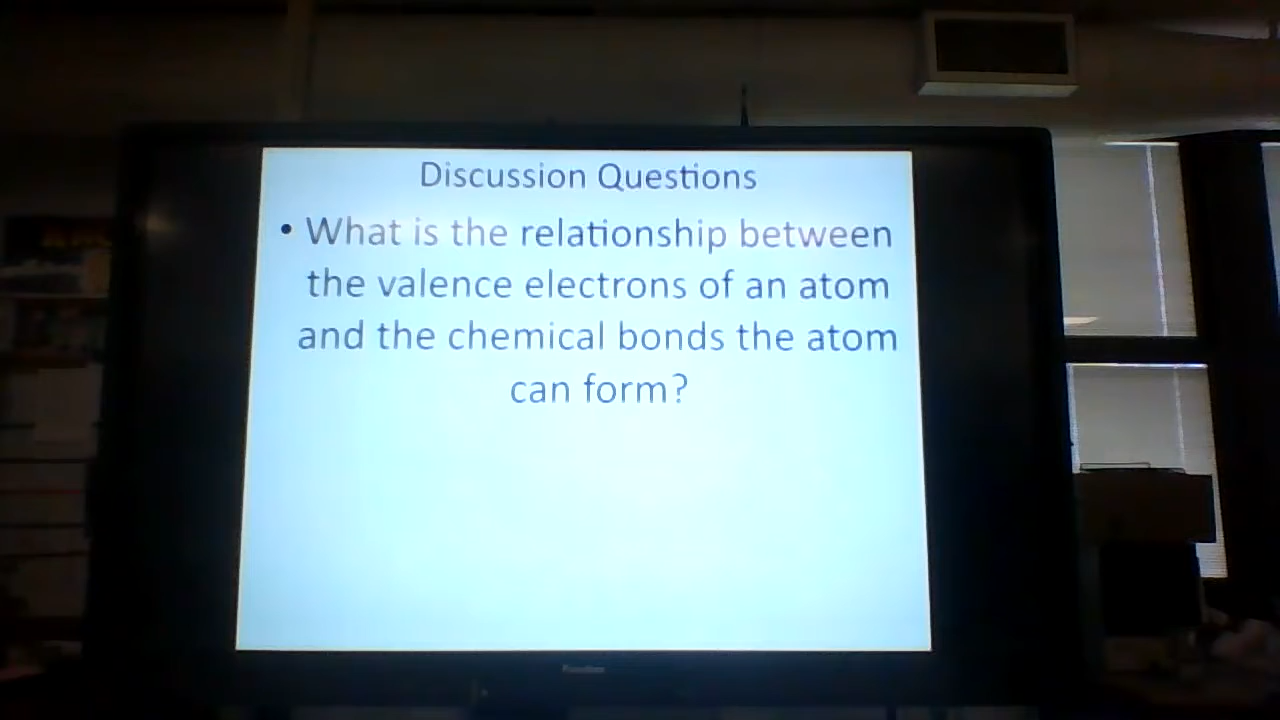 Discussion Questions
• What is the relationship between
the valence electrons of an atom
and the chemical bonds the atom
can form?